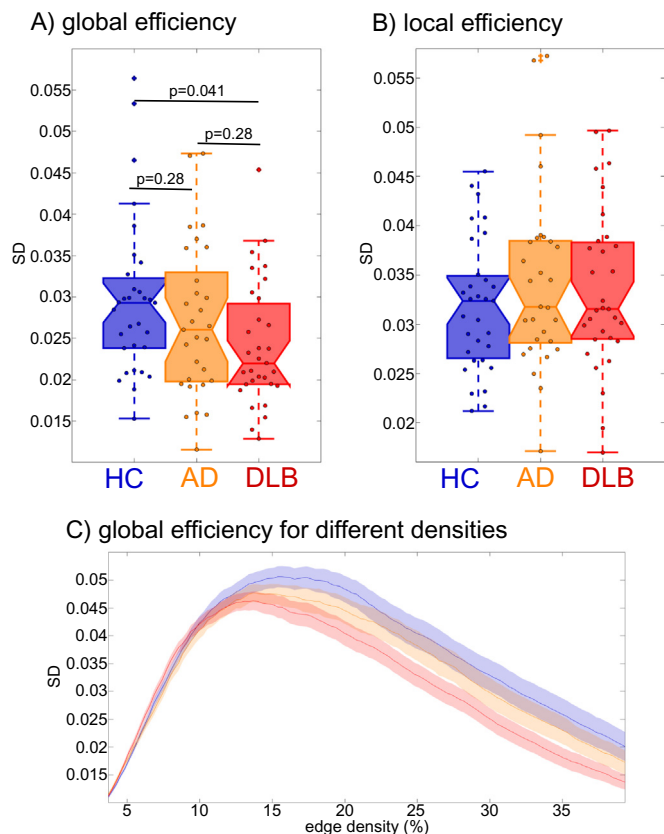 A) global efficiency
B) local efficiency
0.055
0.05
0.045
0.04
0.035
0.03
0.025
0.02
0.015
SD
p=0.041
p=0.28
p=0.28
HC
AD
DLB
0.055
0.05
0.045
0.04
0.035
0.03
0.025
0.02
SD
HC
AD
DLB
C) global efficiency for different densities
0.05
0.045
0.04
0.035
0.03
0.025
0.02
0.015
SD
5 10 15 20 25 30 35
edge density (%)